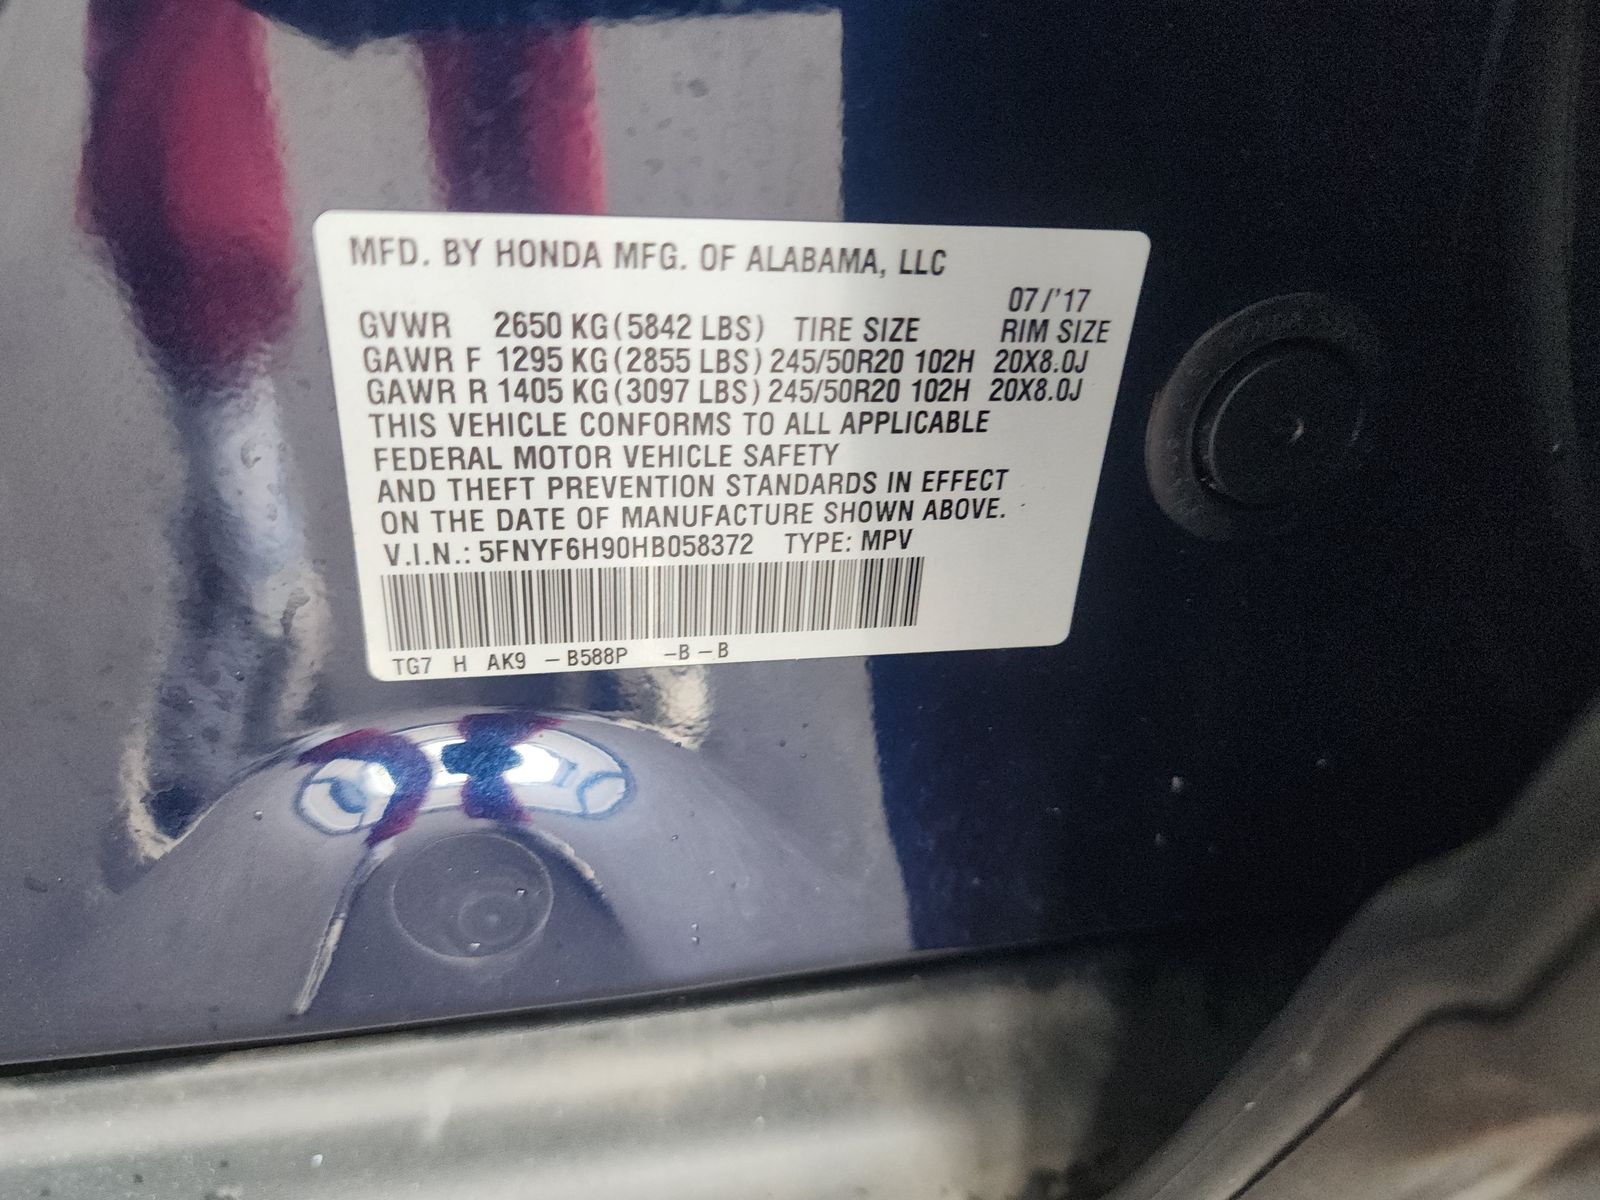 MFD. BY HONDA MFG. OF ALABAMA, LLC
07/'17
GVWR 2650 KG (5842 LBS) TIRE SIZE RIM SIZE
GAWR F 1295 KG (2855 LBS) 245/50R20 102H 20X8.0J
GAWR R 1405 KG (3097 LBS) 245/50R20 102H 20X8.0J
THIS VEHICLE CONFORMS TO ALL APPLICABLE
FEDERAL MOTOR VEHICLE SAFETY
AND THEFT PREVENTION STANDARDS IN EFFECT
ON THE DATE OF MANUFACTURE SHOWN ABOVE.
V.I.N.: 5FNYF6H90HB058372 TYPE: MPV
TG7 H AK9 -B588P -B -B